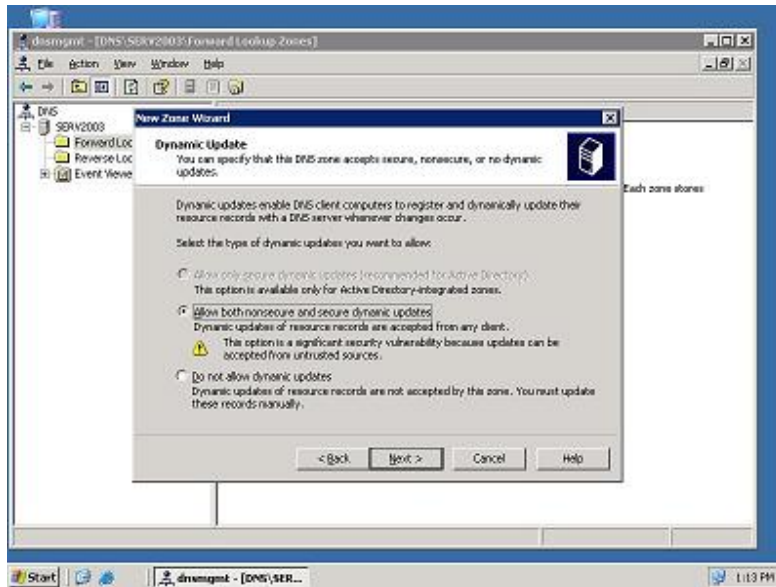 dnsmgmt - [DNS\SERV2003\Forward Lookup Zones]
File Action View Window Help
DNS
SERV2003
Forward Loo
Reverse Loo
Event Viewe
New Zone Wizard
Dynamic Update
You can specify that this DNS zone accepts secure, nonsecure, or no dynamic
updates.
Each zone stores
Dynamic updates enable DNS client computers to register and dynamically update their
resource records with a DNS server whenever changes occur.
Select the type of dynamic updates you want to allow:
Allow only secure dynamic updates (recommended for Active Directory)
This option is available only for Active Directory-integrated zones.
Allow both nonsecure and secure dynamic updates
Dynamic updates of resource records are accepted from any client.
This option is a significant security vulnerability because updates can be
accepted from untrusted sources.
Do not allow dynamic updates
Dynamic updates of resource records are not accepted by this zone. You must update
these records manually.
< Back Next > Cancel Help
Start dnsmgmt - [DNS\SER... 1:13 PM